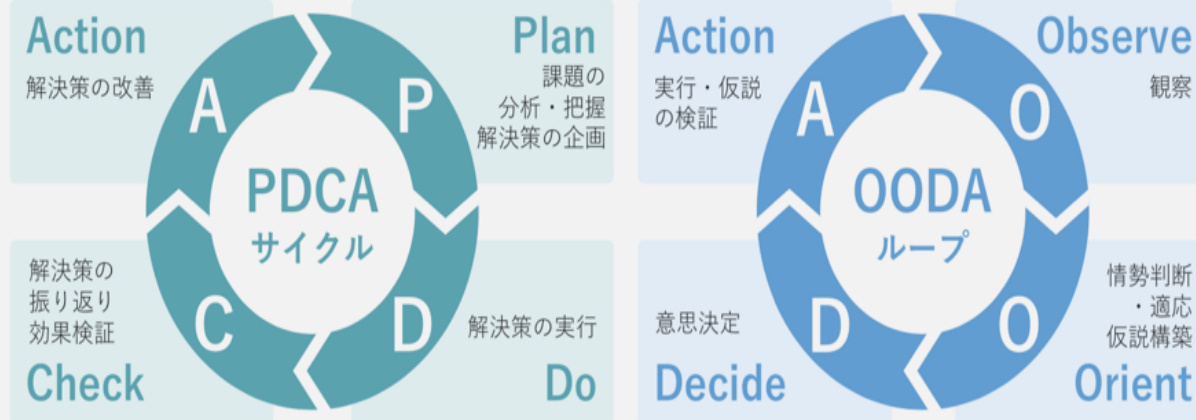 Action
解決策の改善
Plan
課題の
分析・把握
解決策の企画
A
P
PDCA
サイクル
C
D
解決策の
振り返り
効果検証
Check
解決策の実行
Do
Action
実行・仮説
の検証
Observe
観察
A
O
OODA
ループ
D
O
意思決定
Decide
情勢判断
・適応
仮説構築
Orient